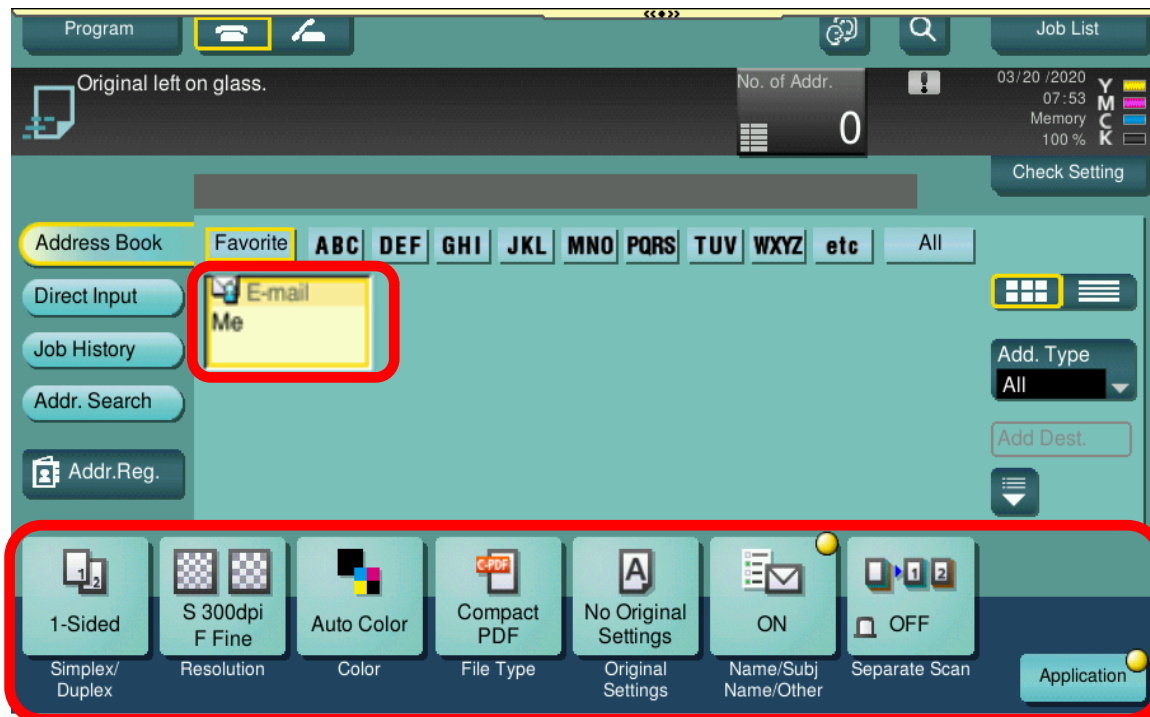 Program
Job List
Original left on glass.
No. of Addr.
0
03/20 /2020
07:53
Memory
100 %
Y
M
C
K
Check Setting
Address Book
Favorite ABC DEF GHI JKL MNO PQRS TUV WXYZ etc All
Direct Input
E-mail
Me
Job History
Add. Type
All
Addr. Search
Add Dest.
Addr.Reg.
1 2
1-Sided
S 300dpi
F Fine
Auto Color
C-PDF
Compact
PDF
A
No Original
Settings
ON
1 2
OFF
Simplex/
Duplex
Resolution
Color
File Type
Original
Settings
Name/Subj
Name/Other
Separate Scan
Application